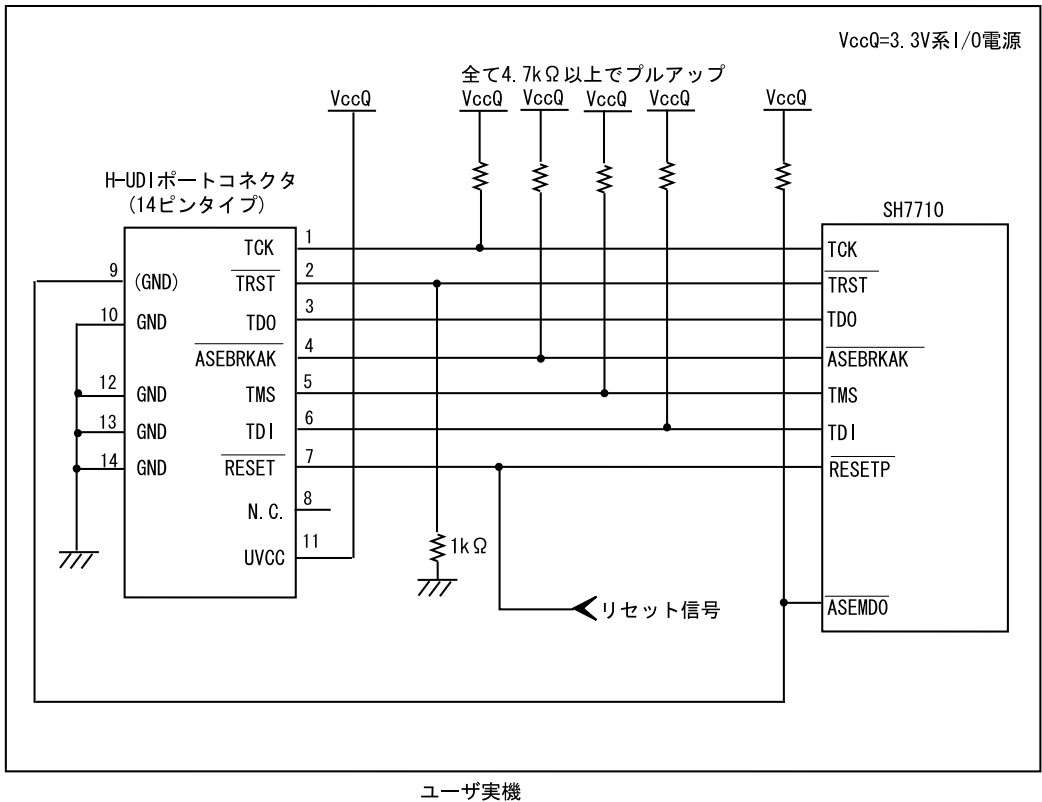 VccQ=3.3V系I/O電源
全て4.7kΩ以上でプルアップ
VccQ
VccQ
VccQ
VccQ
VccQ
VccQ
H-UDIポートコネクタ
(14ピンタイプ)
SH7710
TCK
1
TCK
9
(GND)
TRST
2
TRST
10
GND
TDO
3
TDO
ASEBRKAK
4
ASEBRKAK
12
GND
TMS
5
TMS
13
GND
TDI
6
TDI
14
GND
RESET
7
RESETP
N.C.
8
UVCC
11
1kΩ
リセット信号
ASEMD0
ユーザ実機